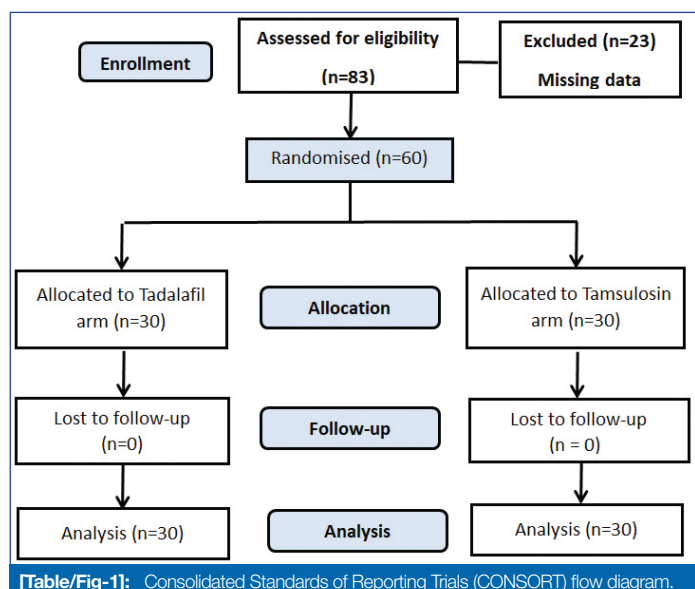 Enrollment
Assessed for eligibility
(n=83)
Excluded (n=23)
Missing data
Randomised (n=60)
Allocated to Tadalafil
arm (n=30)
Allocation
Allocated to Tamsulosin
arm (n=30)
Lost to follow-up
(n=0)
Follow-up
Lost to follow-up
(n = 0)
Analysis (n=30)
Analysis
Analysis (n=30)
[Table/Fig-1]: Consolidated Standards of Reporting Trials (CONSORT) flow diagram.